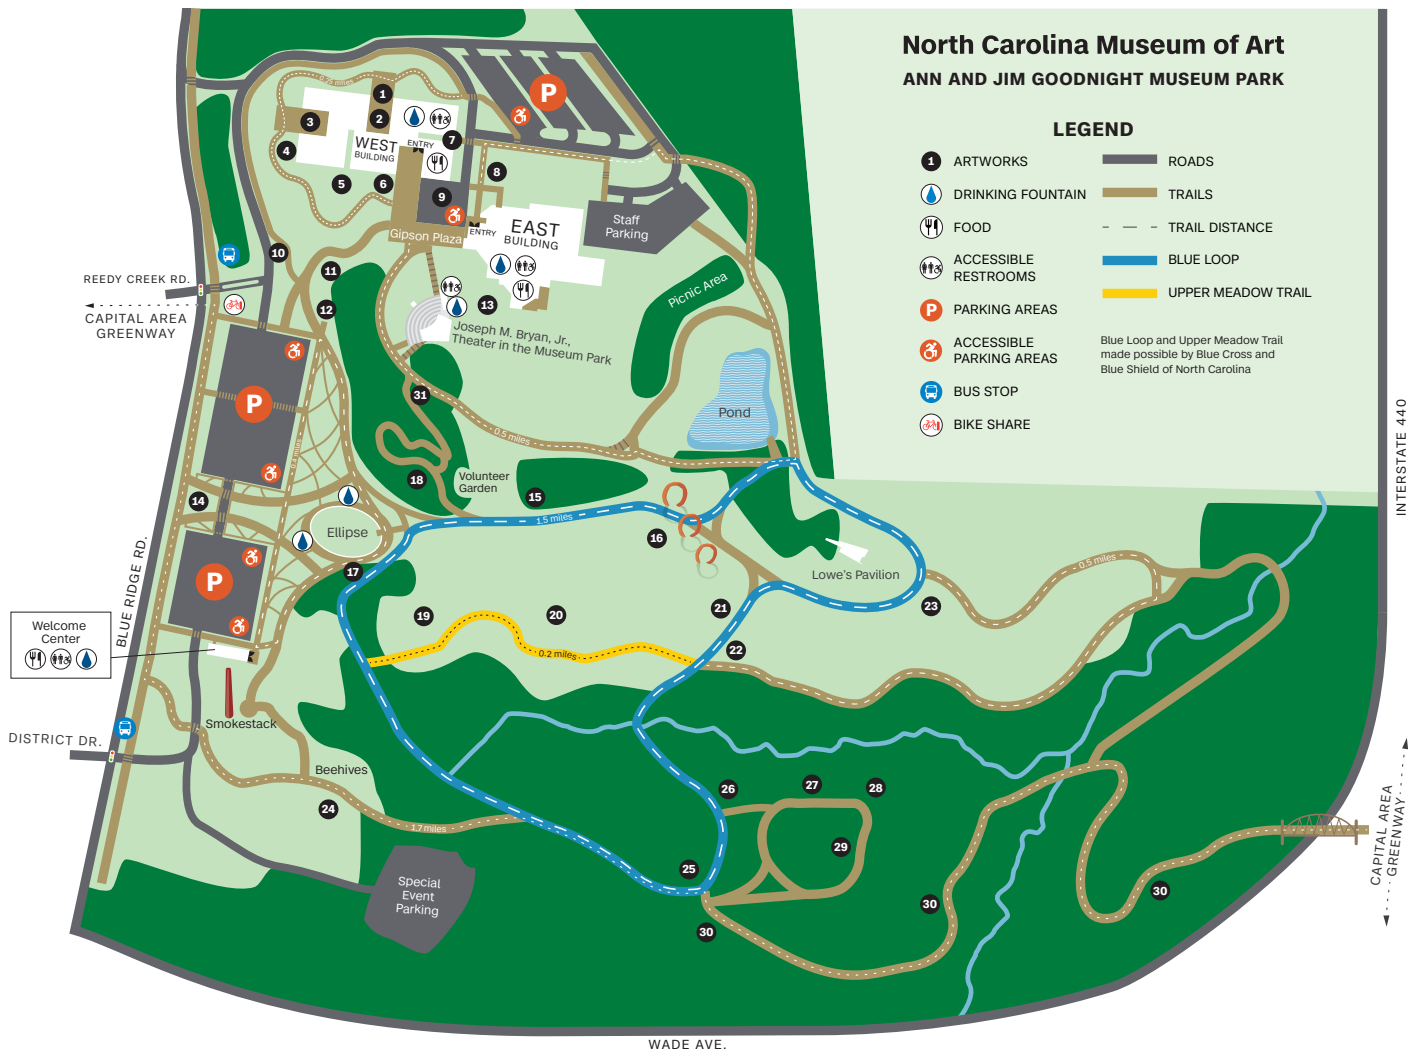 North Carolina Museum of Art
ANN AND JIM GOODNIGHT MUSEUM PARK
LEGEND
1 ARTWORKS
DRINKING FOUNTAIN
FOOD
ACCESSIBLE
RESTROOMS
P PARKING AREAS
ACCESSIBLE
PARKING AREAS
BUS STOP
BIKE SHARE
ROADS
TRAILS
TRAIL DISTANCE
BLUE LOOP
UPPER MEADOW TRAIL
Blue Loop and Upper Meadow Trail
made possible by Blue Cross and
Blue Shield of North Carolina
1
2
3
4
5
6
7
8
9
WEST
BUILDING
ENTRY
P
Gipson Plaza
ENTRY
EAST
BUILDING
Staff
Parking
10
11
12
13
REEDY CREEK RD.
CAPITAL AREA
GREENWAY
Joseph M. Bryan, Jr.,
Theater in the Museum Park
Picnic Area
Pond
31
0.5 miles
P
14
18
Volunteer
Garden
15
1.5 miles
16
Ellipse
17
Lowe's Pavilion
0.5 miles
INTERSTATE 440
BLUE RIDGE RD.
P
19
20
21
22
23
0.2 miles
Welcome
Center
Smokestack
DISTRICT DR.
Beehives
24
1.7 miles
25
26
27
28
29
30
30
30
Special
Event
Parking
CAPITAL AREA
GREENWAY
WADE AVE.